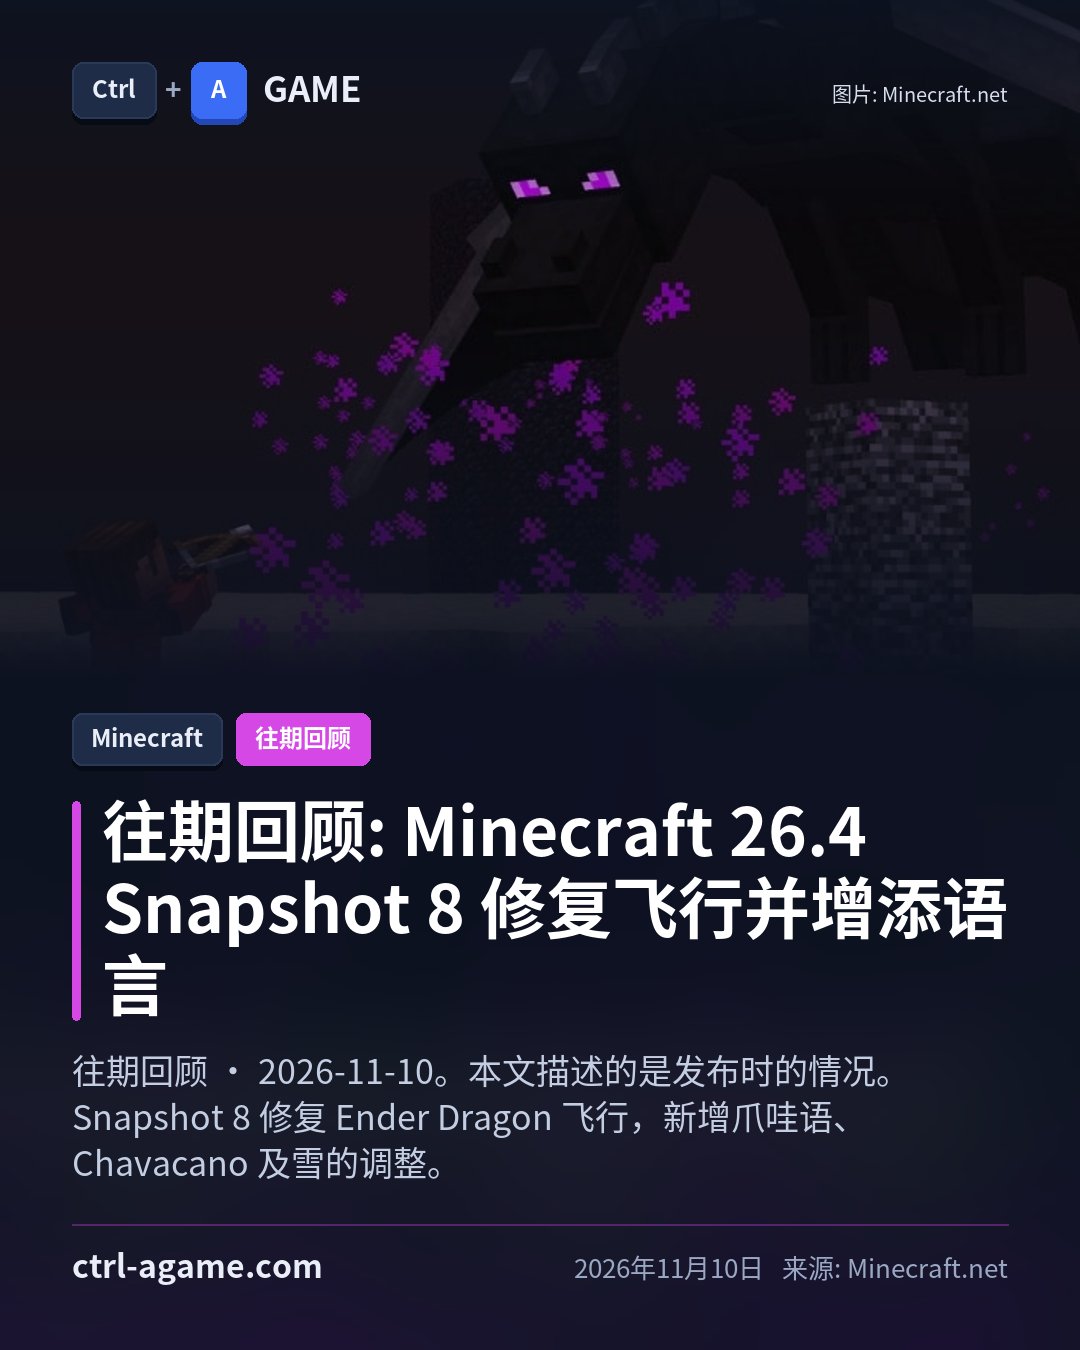 Ctrl + A GAME
图片: Minecraft.net
Minecraft
往期回顾
往期回顾: Minecraft 26.4
Snapshot 8 修复飞行并增添语
言
往期回顾 · 2026-11-10。本文描述的是发布时的情况。
Snapshot 8 修复 Ender Dragon 飞行，新增爪哇语、
Chavacano 及雪的调整。
ctrl-agame.com
2026年11月10日 来源: Minecraft.net